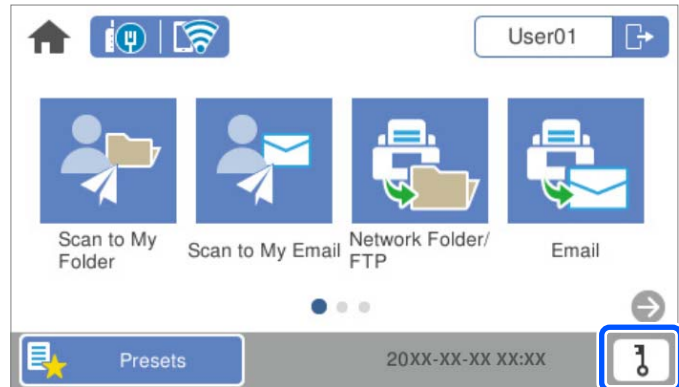 User01
Scan to My
Folder
Scan to My Email
Network Folder/
FTP
Email
Presets
20XX-XX-XX XX:XX